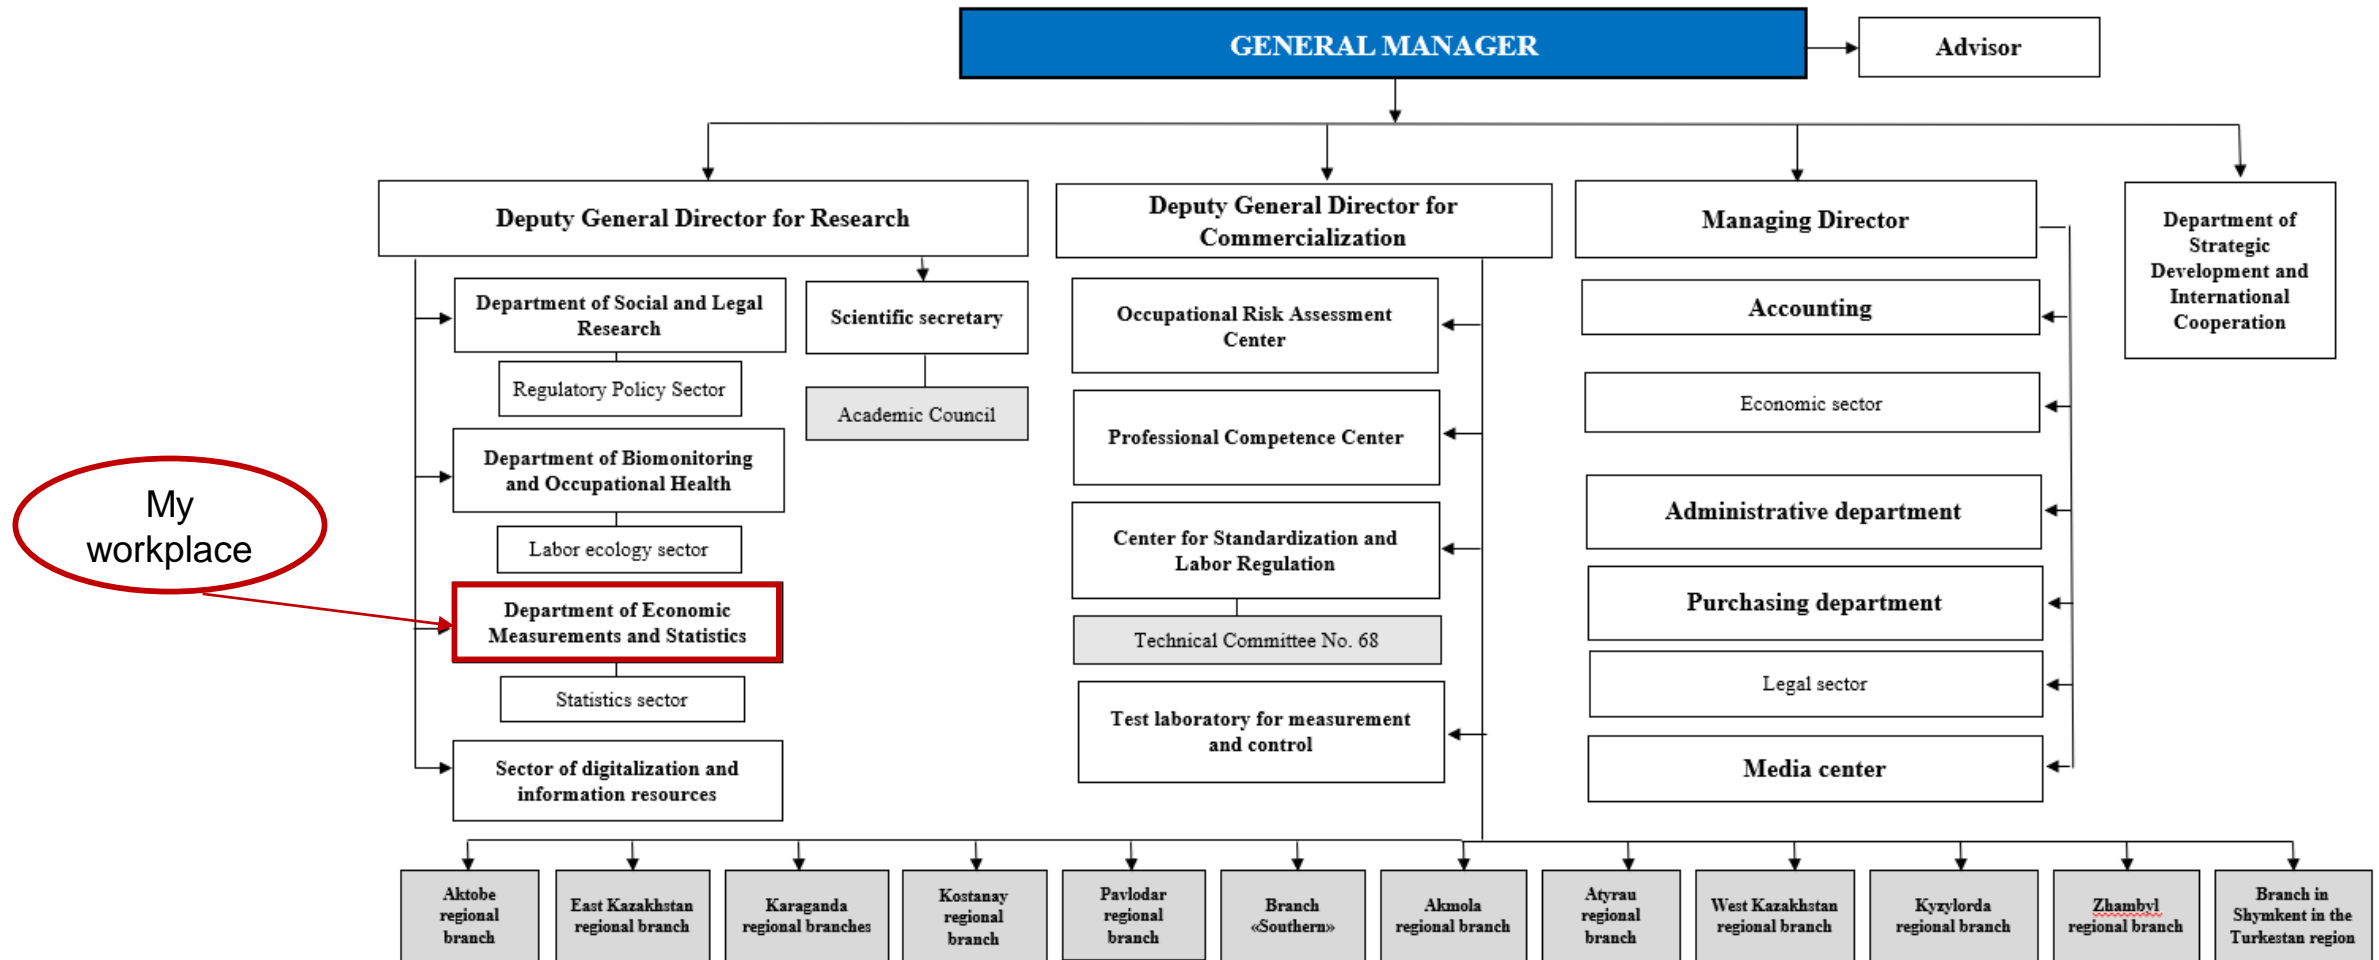 GENERAL MANAGER
Advisor
Deputy General Director for Research
Deputy General Director for
Commercialization
Managing Director
Department of
Strategic
Development and
International
Cooperation
Department of Social and Legal
Research
Regulatory Policy Sector
Scientific secretary
Academic Council
Department of Biomonitoring
and Occupational Health
Labor ecology sector
My
workplace
Department of Economic
Measurements and Statistics
Statistics sector
Sector of digitalization and
information resources
Occupational Risk Assessment
Center
Professional Competence Center
Center for Standardization and
Labor Regulation
Technical Committee No. 68
Test laboratory for measurement
and control
Accounting
Economic sector
Administrative department
Purchasing department
Legal sector
Media center
Aktobe
regional
branch
East Kazakhstan
regional branch
Karaganda
regional branches
Kostanay
regional
branch
Pavlodar
regional
branch
Branch
«Southern»
Akmola
regional branch
Atyrau
regional
branch
West Kazakhstan
regional branch
Kyzylorda
regional branch
Zhambyl
regional branch
Branch in
Shymkent in the
Turkestan region